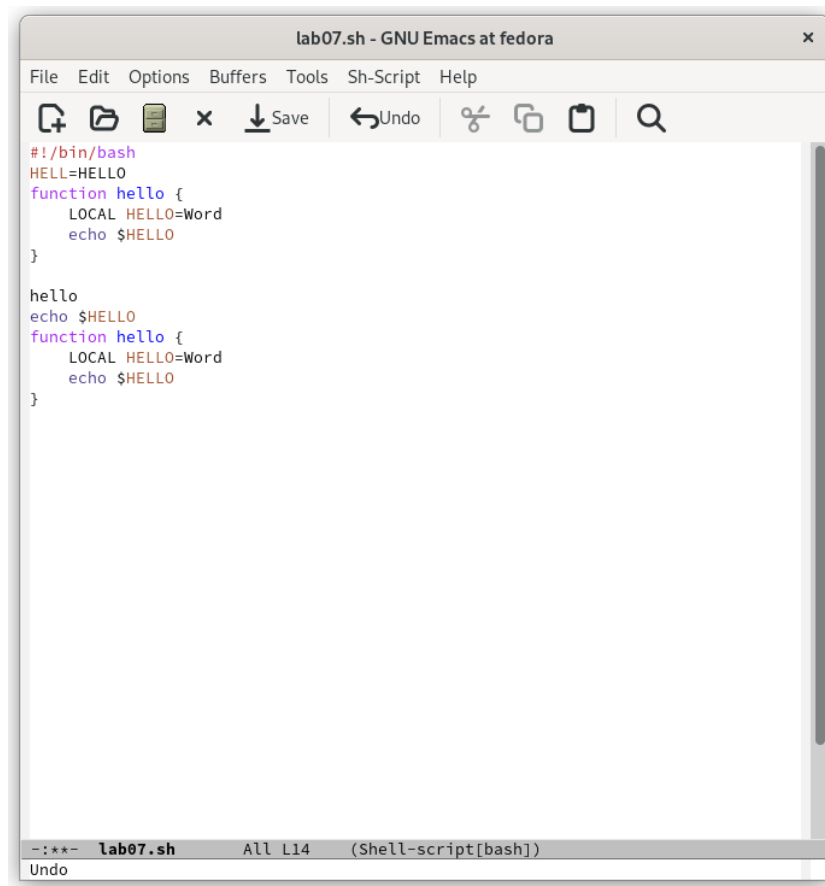 lab07.sh - GNU Emacs at fedora
File Edit Options Buffers Tools Sh-Script Help
Save Undo
#!/bin/bash
HELL=HELLO
function hello {
    LOCAL HELLO=Word
    echo $HELLO
}
hello
echo $HELLO
function hello {
    LOCAL HELLO=Word
    echo $HELLO
}
-:**- lab07.sh All L14 (Shell-script[bash])
Undo